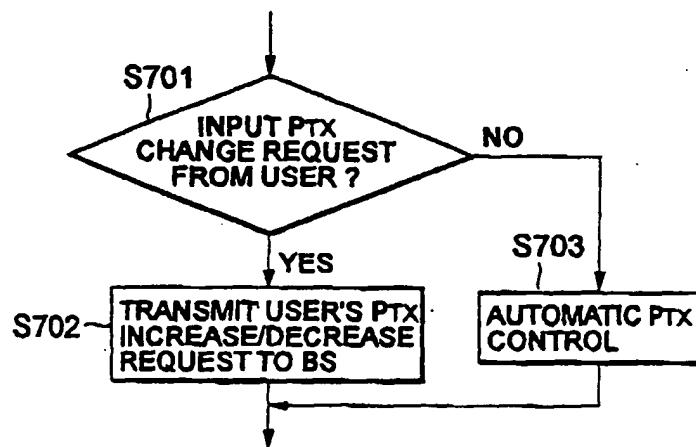 S701
INPUT PTX
CHANGE REQUEST
FROM USER ?
NO
YES
S703
S702
TRANSMIT USER'S PTX
INCREASE/DECREASE
REQUEST TO BS
AUTOMATIC PTX
CONTROL